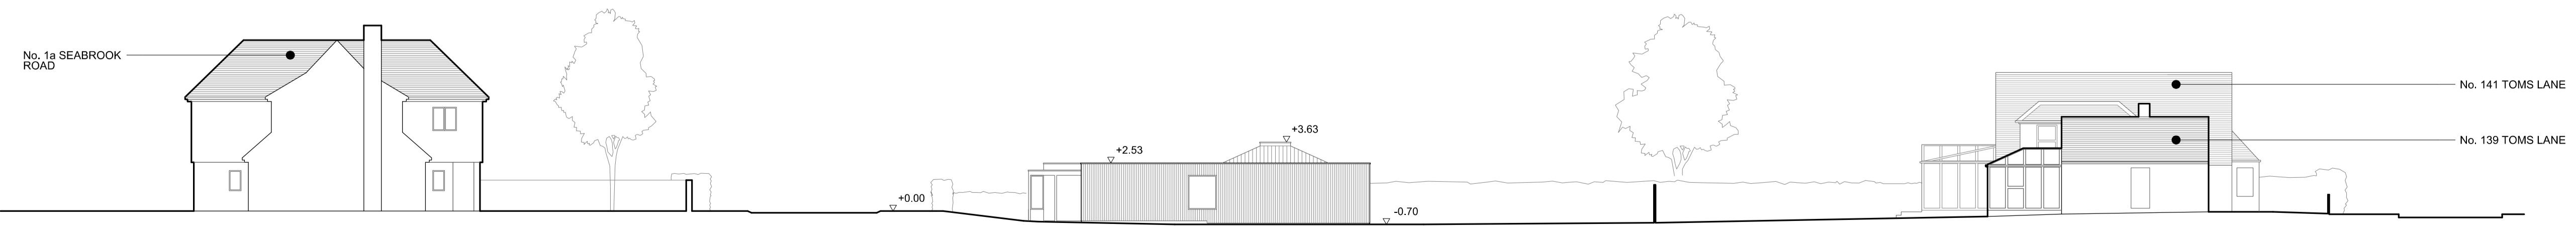 No. 1a SEABROOK
ROAD
+0.00
+2.53
+3.63
-0.70
No. 141 TOMS LANE
No. 139 TOMS LANE